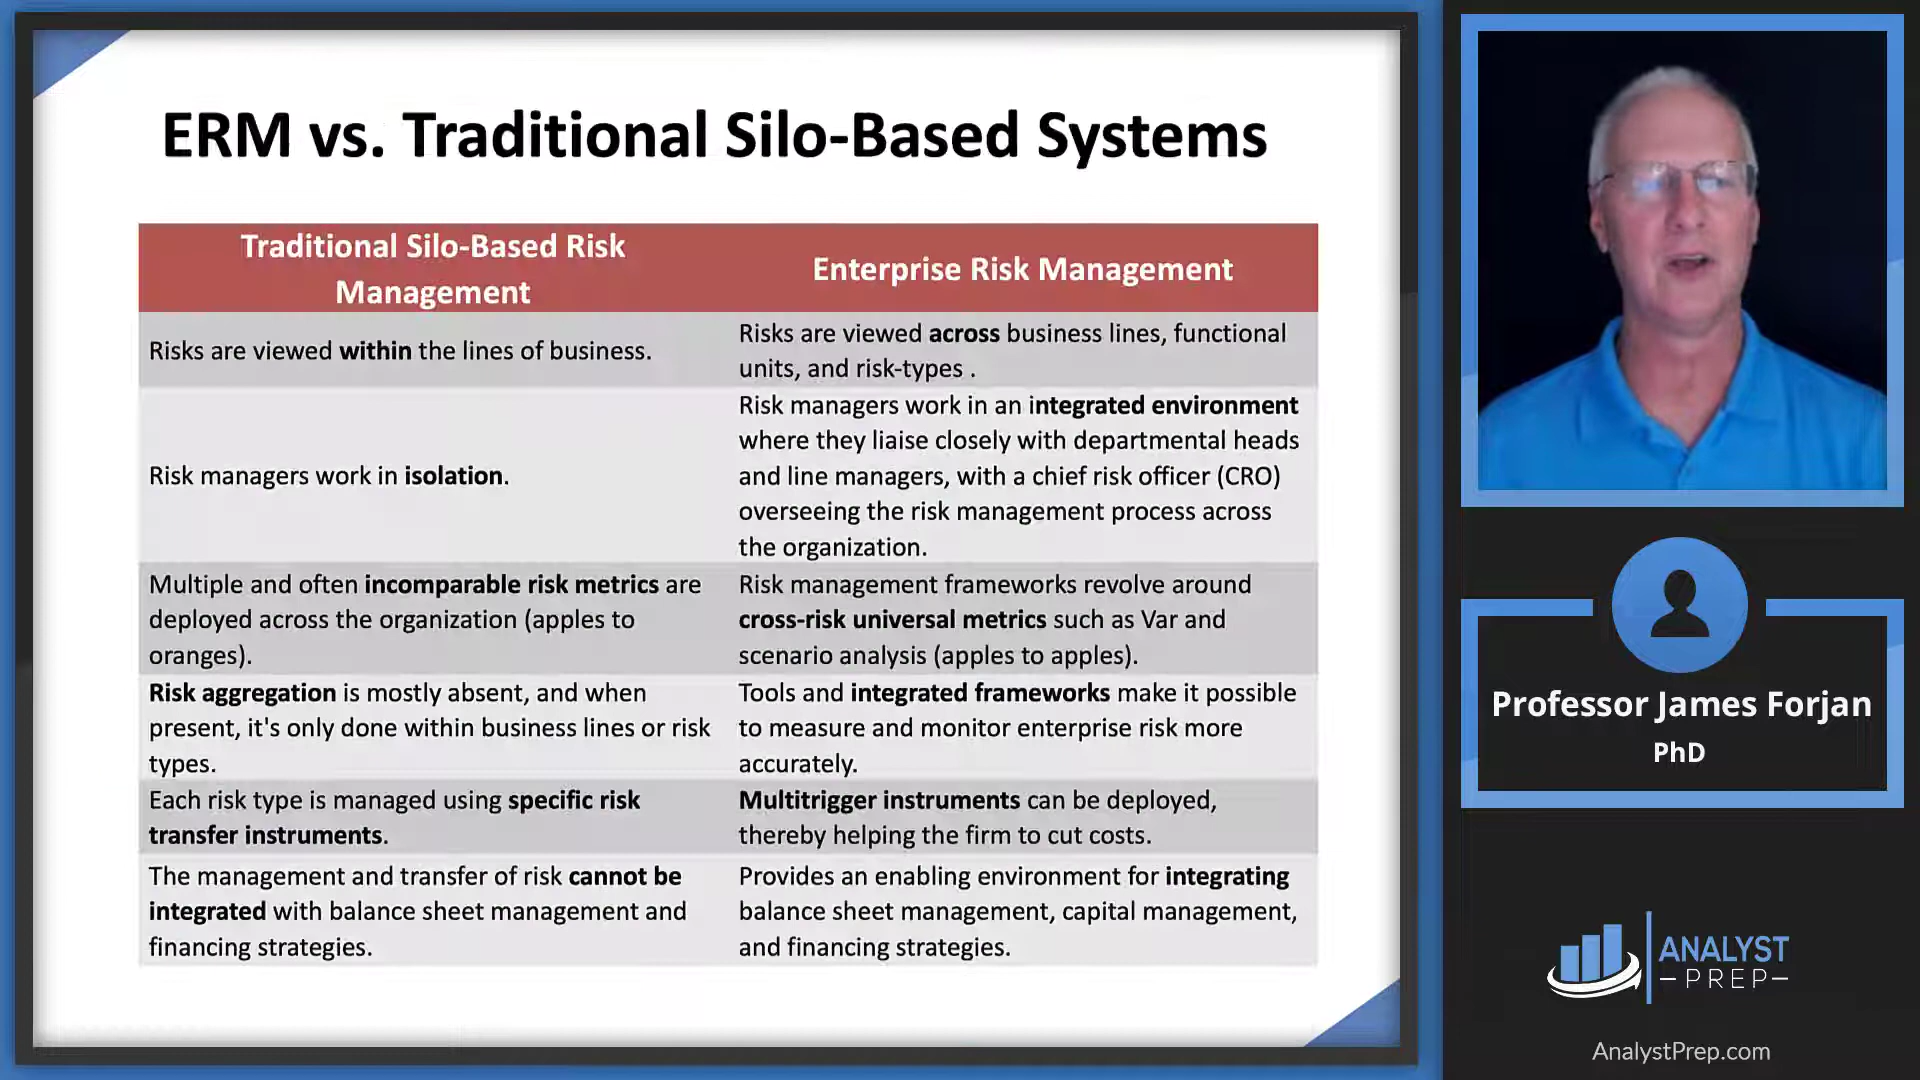 ERM vs. Traditional Silo-Based Systems
Traditional Silo-Based Risk
Management
Enterprise Risk Management
Risks are viewed within the lines of business.
Risks are viewed across business lines, functional
units, and risk-types .
Risk managers work in isolation.
Risk managers work in an integrated environment
where they liaise closely with departmental heads
and line managers, with a chief risk officer (CRO)
overseeing the risk management process across
the organization.
Multiple and often incomparable risk metrics are
deployed across the organization (apples to
oranges).
Risk management frameworks revolve around
cross-risk universal metrics such as Var and
scenario analysis (apples to apples).
Risk aggregation is mostly absent, and when
present, it's only done within business lines or risk
types.
Tools and integrated frameworks make it possible
to measure and monitor enterprise risk more
accurately.
Each risk type is managed using specific risk
transfer instruments.
Multitrigger instruments can be deployed,
thereby helping the firm to cut costs.
The management and transfer of risk cannot be
integrated with balance sheet management and
financing strategies.
Provides an enabling environment for integrating
balance sheet management, capital management,
and financing strategies.
Professor James Forjan
PhD
ANALYST
PREP
AnalystPrep.com